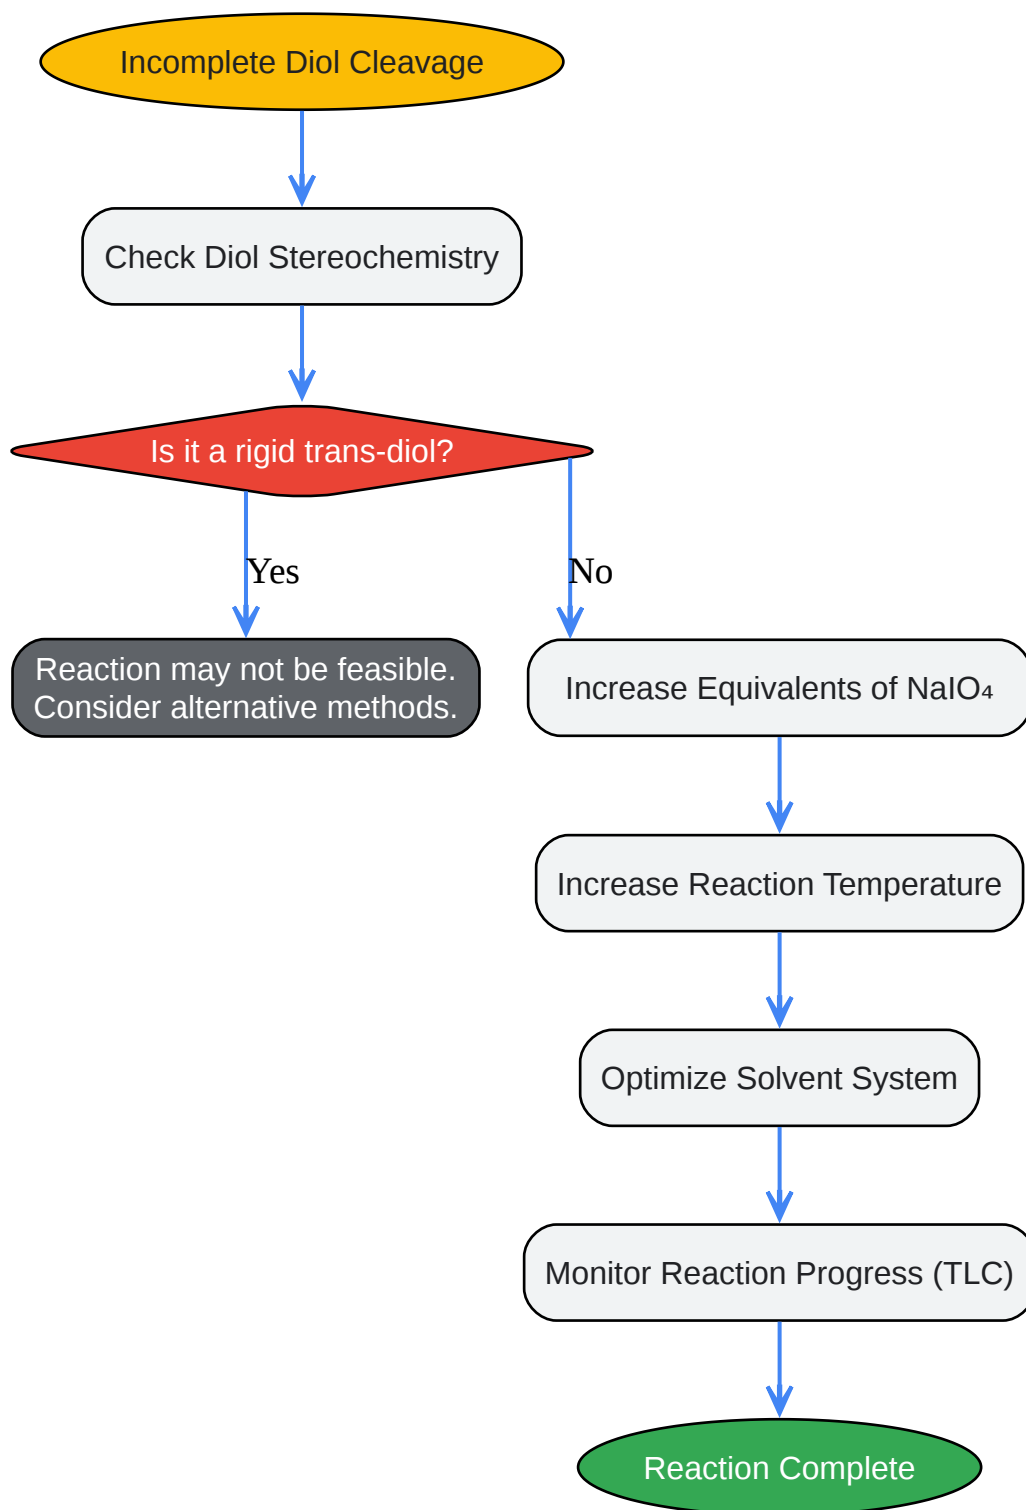 Incomplete Diol Cleavage
Check Diol Stereochemistry
Is it a rigid trans-diol?
Yes
No
Reaction may not be feasible.
Consider alternative methods.
Increase Equivalents of NaIO₄
Increase Reaction Temperature
Optimize Solvent System
Monitor Reaction Progress (TLC)
Reaction Complete